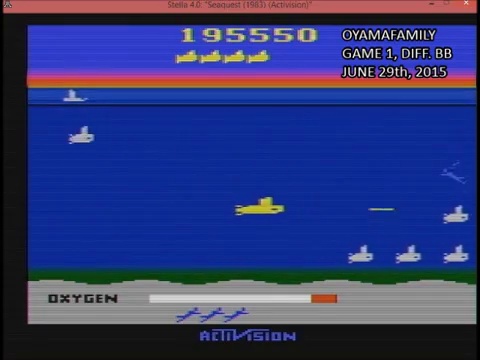 Stella 4.0: "Seaquest (1983) (Activision)"
195550
OYAMAFAMILY
GAME 1, DIFF. BB
JUNE 29th, 2015
OXYGEN
ACTIVISION